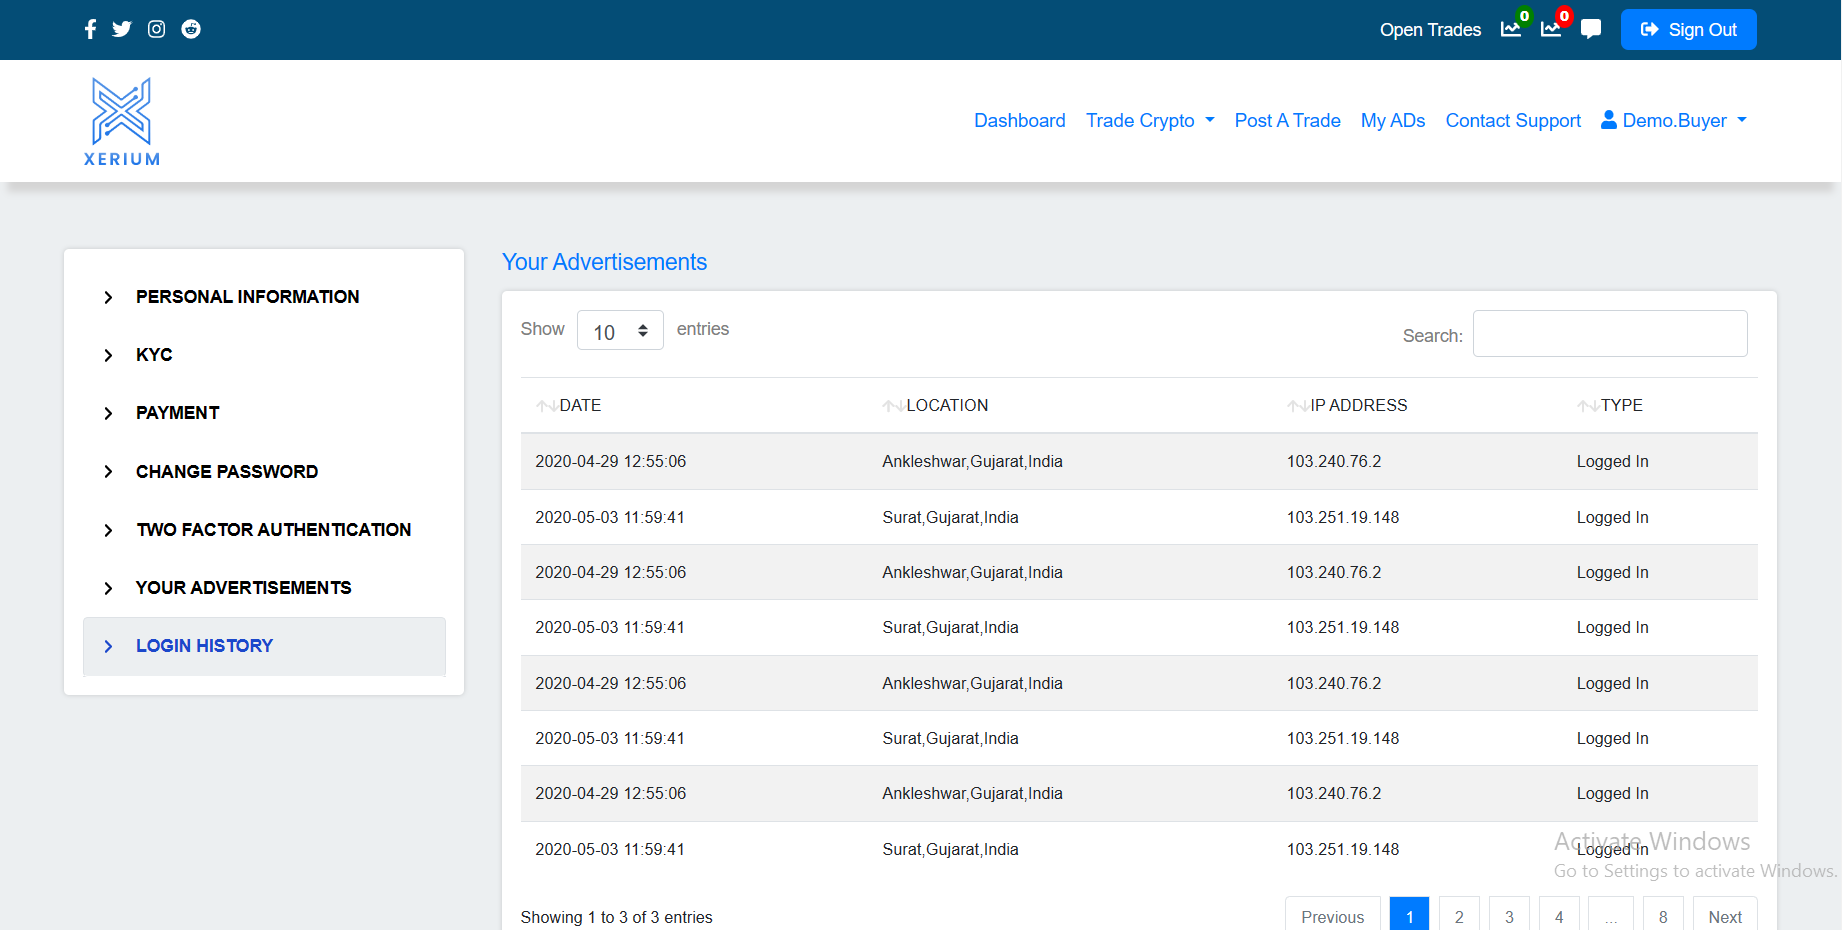 Open Trades 0 0 Sign Out
XERIUM
Dashboard Trade Crypto Post A Trade My ADs Contact Support Demo.Buyer
PERSONAL INFORMATION
KYC
PAYMENT
CHANGE PASSWORD
TWO FACTOR AUTHENTICATION
YOUR ADVERTISEMENTS
LOGIN HISTORY
Your Advertisements
Show 10 entries Search:
DATE LOCATION IP ADDRESS TYPE
2020-04-29 12:55:06 Ankleshwar,Gujarat,India 103.240.76.2 Logged In
2020-05-03 11:59:41 Surat,Gujarat,India 103.251.19.148 Logged In
2020-04-29 12:55:06 Ankleshwar,Gujarat,India 103.240.76.2 Logged In
2020-05-03 11:59:41 Surat,Gujarat,India 103.251.19.148 Logged In
2020-04-29 12:55:06 Ankleshwar,Gujarat,India 103.240.76.2 Logged In
2020-05-03 11:59:41 Surat,Gujarat,India 103.251.19.148 Logged In
2020-04-29 12:55:06 Ankleshwar,Gujarat,India 103.240.76.2 Logged In
2020-05-03 11:59:41 Surat,Gujarat,India 103.251.19.148 Logged In
Activate Windows
Go to Settings to activate Windows.
Showing 1 to 3 of 3 entries Previous 1 2 3 4 ... 8 Next